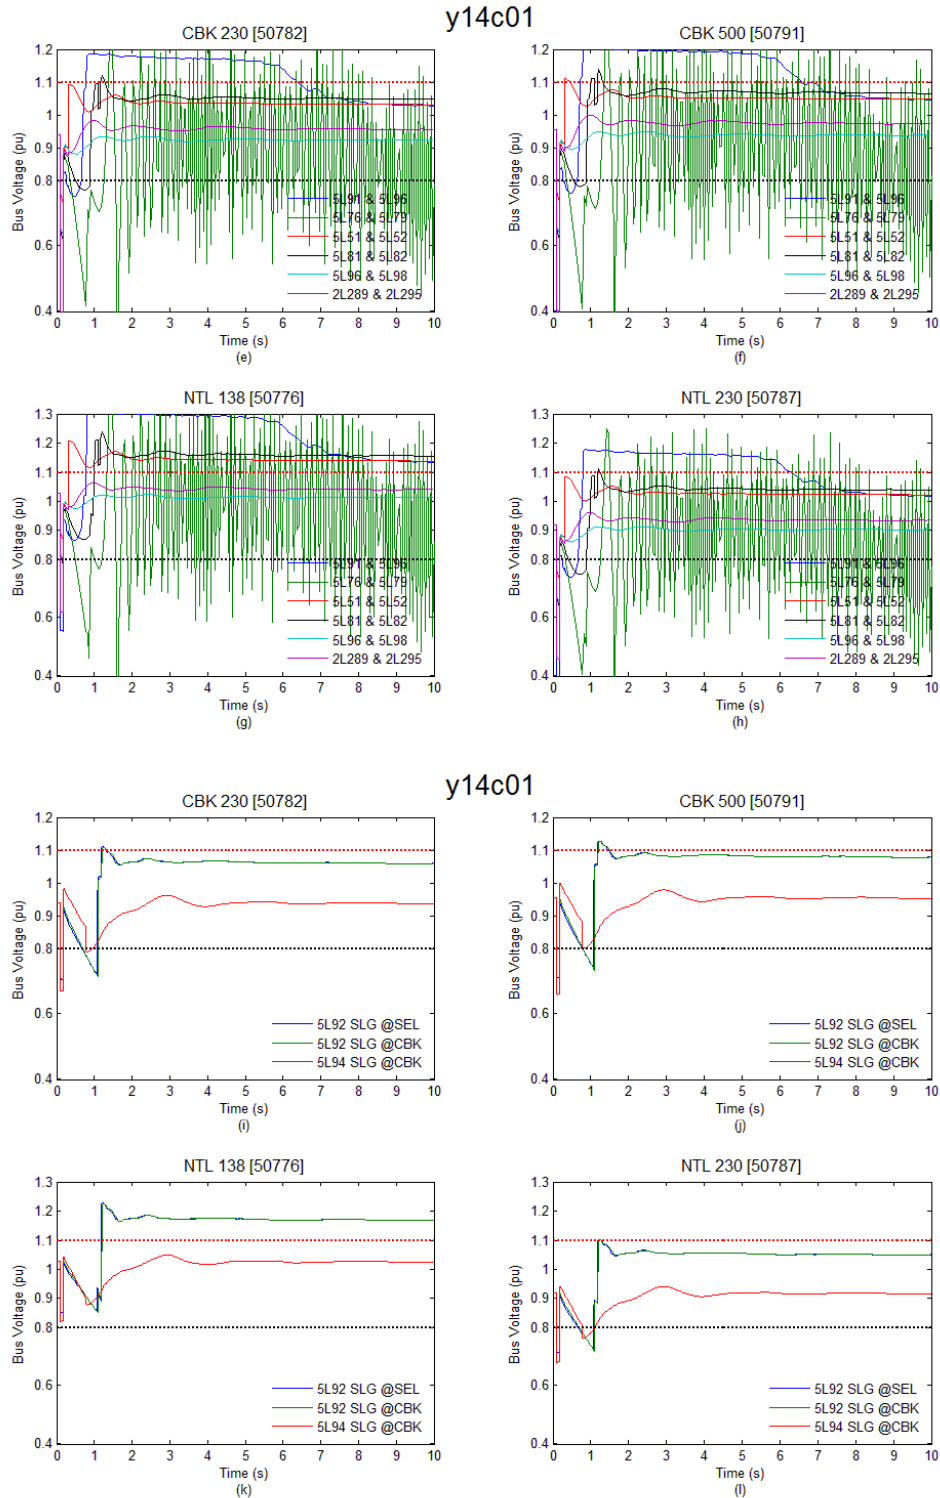 y14c01
CBK 230 [50782]
CBK 500 [50791]
1.2
1.1
1
0.9
0.8
0.6
0.4
Bus Voltage (pu)
5L91 & 5L96
5L76 & 5L79
5L51 & 5L52
5L81 & 5L82
5L96 & 5L98
2L289 & 2L295
0 1 2 3 4 5 6 7 8 9 10
Time (s)
(e)
1.2
1.1
1
0.9
0.8
0.6
0.4
Bus Voltage (pu)
5L91 & 5L96
5L76 & 5L79
5L51 & 5L52
5L81 & 5L82
5L96 & 5L98
2L289 & 2L295
0 1 2 3 4 5 6 7 8 9 10
Time (s)
(f)
NTL 138 [50776]
NTL 230 [50787]
1.3
1.2
1.1
1
0.9
0.8
0.6
0.4
Bus Voltage (pu)
5L91 & 5L96
5L76 & 5L79
5L51 & 5L52
5L81 & 5L82
5L96 & 5L98
2L289 & 2L295
0 1 2 3 4 5 6 7 8 9 10
Time (s)
(g)
1.3
1.2
1.1
1
0.9
0.8
0.6
0.4
Bus Voltage (pu)
5L91 & 5L96
5L76 & 5L79
5L51 & 5L52
5L81 & 5L82
5L96 & 5L98
2L289 & 2L295
0 1 2 3 4 5 6 7 8 9 10
Time (s)
(h)
y14c01
CBK 230 [50782]
CBK 500 [50791]
1.2
1.1
1
0.9
0.8
0.6
0.4
Bus Voltage (pu)
5L92 SLG @SEL
5L92 SLG @CBK
5L94 SLG @CBK
0 1 2 3 4 5 6 7 8 9 10
Time (s)
(i)
1.2
1.1
1
0.9
0.8
0.6
0.4
Bus Voltage (pu)
5L92 SLG @SEL
5L92 SLG @CBK
5L94 SLG @CBK
0 1 2 3 4 5 6 7 8 9 10
Time (s)
(j)
NTL 138 [50776]
NTL 230 [50787]
1.3
1.2
1.1
1
0.9
0.8
0.6
0.4
Bus Voltage (pu)
5L92 SLG @SEL
5L92 SLG @CBK
5L94 SLG @CBK
0 1 2 3 4 5 6 7 8 9 10
Time (s)
(k)
1.3
1.2
1.1
1
0.9
0.8
0.6
0.4
Bus Voltage (pu)
5L92 SLG @SEL
5L92 SLG @CBK
5L94 SLG @CBK
0 1 2 3 4 5 6 7 8 9 10
Time (s)
(l)